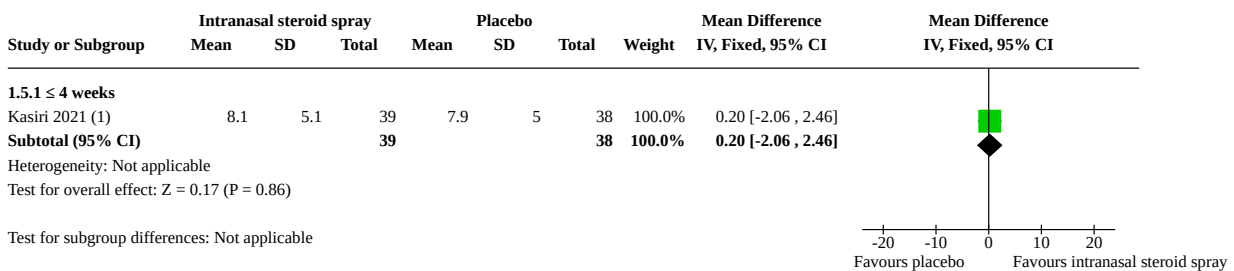 Intranasal steroid spray Placebo Mean Difference Mean Difference
Study or Subgroup Mean SD Total Mean SD Total Weight IV, Fixed, 95% CI IV, Fixed, 95% CI
1.5.1 ≤ 4 weeks
Kasiri 2021 (1) 8.1 5.1 39 7.9 5 38 100.0% 0.20 [-2.06 , 2.46]
Subtotal (95% CI) 39 38 100.0% 0.20 [-2.06 , 2.46]
Heterogeneity: Not applicable
Test for overall effect: Z = 0.17 (P = 0.86)
Test for subgroup differences: Not applicable
-20 -10 0 10 20
Favours placebo Favours intranasal steroid spray